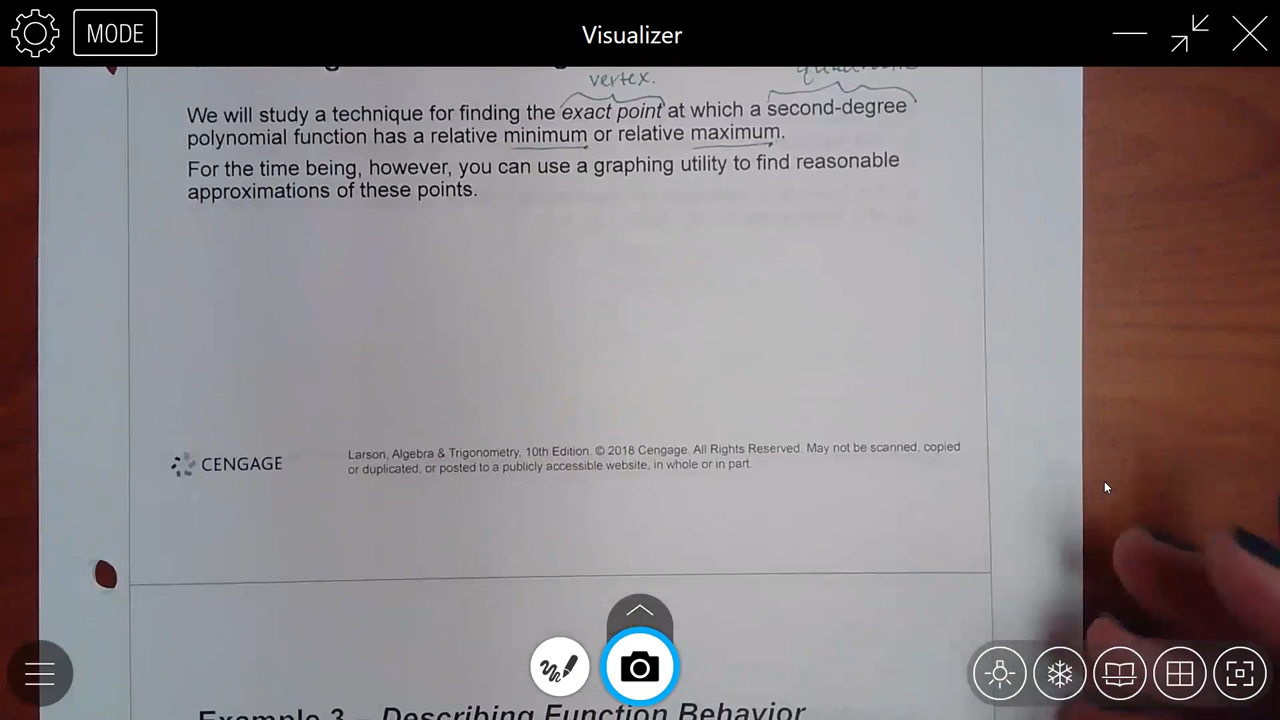 MODE
Visualizer
vertex.
We will study a technique for finding the exact point at which a second-degree
polynomial function has a relative minimum or relative maximum.
For the time being, however, you can use a graphing utility to find reasonable
approximations of these points.
CENGAGE
Larson, Algebra & Trigonometry, 10th Edition. © 2018 Cengage. All Rights Reserved. May not be scanned, copied
or duplicated, or posted to a publicly accessible website, in whole or in part.
Example 3 – Describing Function Behavior